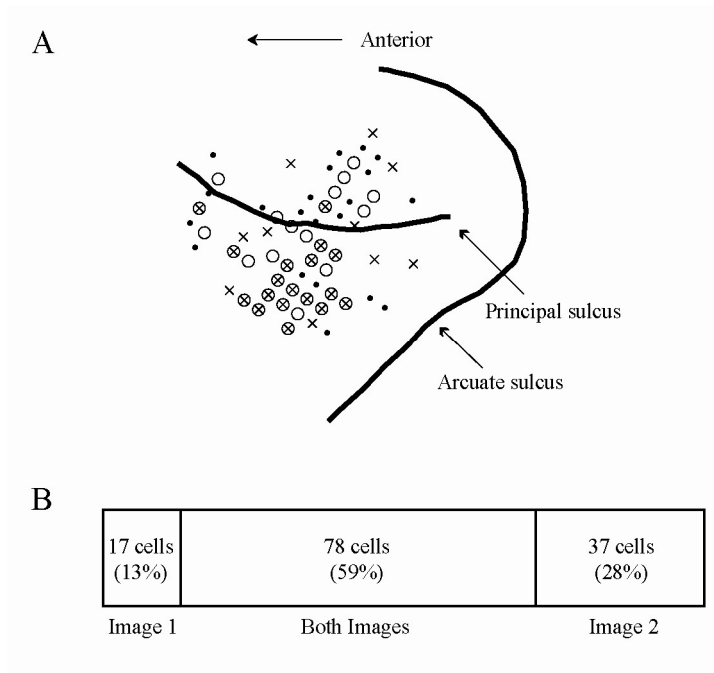 A
Anterior
Principal sulcus
Arcuate sulcus
B
17 cells
(13%)
78 cells
(59%)
37 cells
(28%)
Image 1
Both Images
Image 2